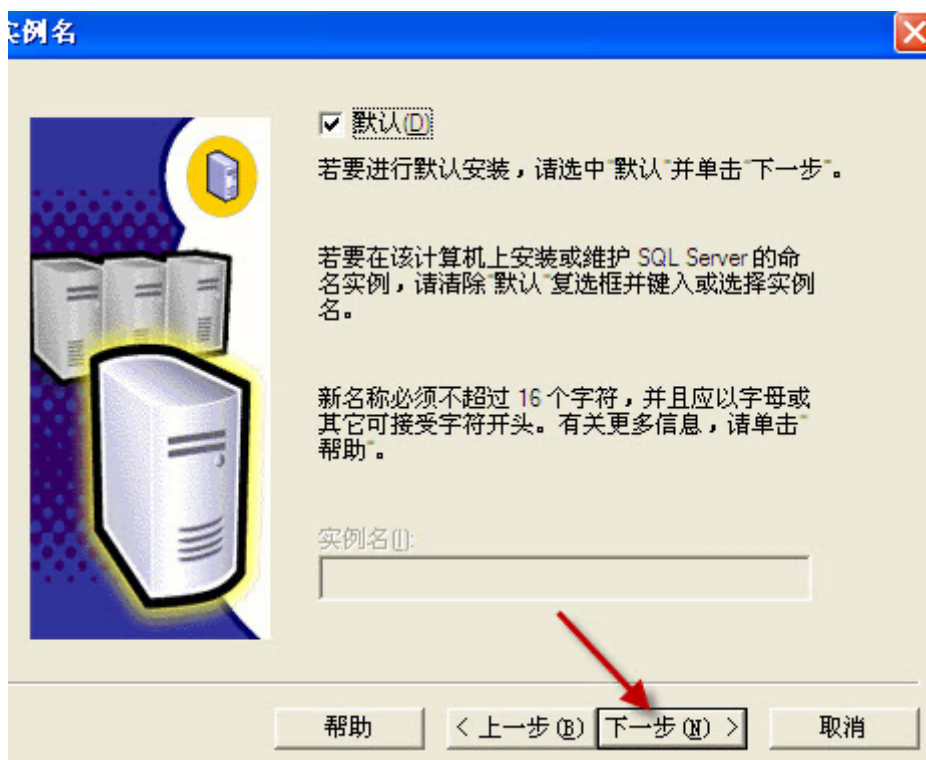 实例名
默认(D)
若要进行默认安装，请选中"默认"并单击"下一步"。
若要在该计算机上安装或維护 SQL Server 的命
名实例，请清除"默认"复选框并键入或选择实例
名。
新名称必须不超过 16 个字符，并且应以字母或
其它可接受字符开头。有关更多信息，请单击"
帮助"。
实例名(I):
帮助 < 上一步(B) 下一步(N) > 取消